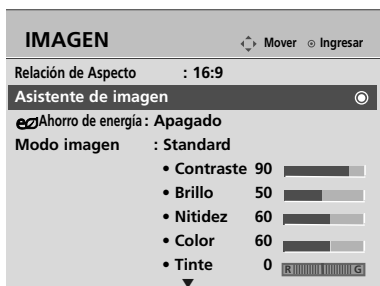 IMAGEN Mover Ingresar
Relación de Aspecto : 16:9
Asistente de imagen
Ahorro de energía : Apagado
Modo imagen : Standard
• Contraste 90
• Brillo 50
• Nitidez 60
• Color 60
• Tinte 0 R G